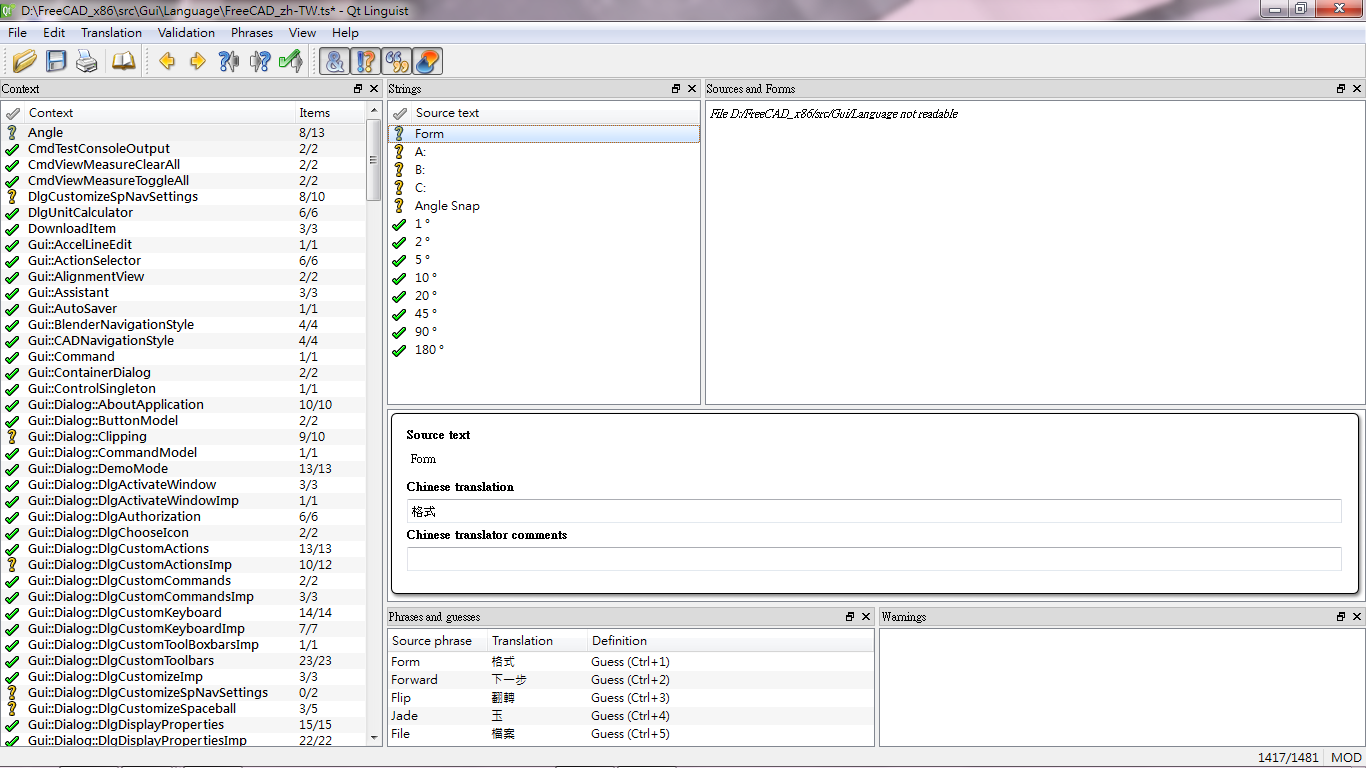 D:\FreeCAD_x86\src\Gui\Language\FreeCAD_zh-TW.ts* - Qt Linguist
File Edit Translation Validation Phrases View Help
Context
Context Items
Angle 8/13
CmdTestConsoleOutput 2/2
CmdViewMeasureClearAll 2/2
CmdViewMeasureToggleAll 2/2
DlgCustomizeSpNavSettings 8/10
DlgUnitCalculator 6/6
DownloadItem 3/3
Gui::AccelLineEdit 1/1
Gui::ActionSelector 6/6
Gui::AlignmentView 2/2
Gui::Assistant 3/3
Gui::AutoSaver 1/1
Gui::BlenderNavigationStyle 4/4
Gui::CADNavigationStyle 4/4
Gui::Command 1/1
Gui::ContainerDialog 2/2
Gui::ControlSingleton 1/1
Gui::Dialog::AboutApplication 10/10
Gui::Dialog::ButtonModel 2/2
Gui::Dialog::Clipping 9/10
Gui::Dialog::CommandModel 1/1
Gui::Dialog::DemoMode 13/13
Gui::Dialog::DlgActivateWindow 3/3
Gui::Dialog::DlgActivateWindowImp 1/1
Gui::Dialog::DlgAuthorization 6/6
Gui::Dialog::DlgChooseIcon 2/2
Gui::Dialog::DlgCustomActions 13/13
Gui::Dialog::DlgCustomActionsImp 10/12
Gui::Dialog::DlgCustomCommands 2/2
Gui::Dialog::DlgCustomCommandsImp 3/3
Gui::Dialog::DlgCustomKeyboard 14/14
Gui::Dialog::DlgCustomKeyboardImp 7/7
Gui::Dialog::DlgCustomToolBoxbarsImp 1/1
Gui::Dialog::DlgCustomToolbars 23/23
Gui::Dialog::DlgCustomizeImp 3/3
Gui::Dialog::DlgCustomizeSpNavSettings 0/2
Gui::Dialog::DlgCustomizeSpaceball 3/5
Gui::Dialog::DlgDisplayProperties 15/15
Gui::Dialog::DlgDisplayPropertiesImp 22/22
Strings
Source text
Form
A:
B:
C:
Angle Snap
1 °
2 °
5 °
10 °
20 °
45 °
90 °
180 °
Sources and Forms
File D:/FreeCAD_x86/src/Gui/Language not readable
Source text
Form
Chinese translation
格式
Chinese translator comments
Phrases and guesses
Source phrase Translation Definition
Form 格式 Guess (Ctrl+1)
Forward 下一步 Guess (Ctrl+2)
Flip 翻轉 Guess (Ctrl+3)
Jade 玉 Guess (Ctrl+4)
File 檔案 Guess (Ctrl+5)
Warnings
1417/1481 MOD